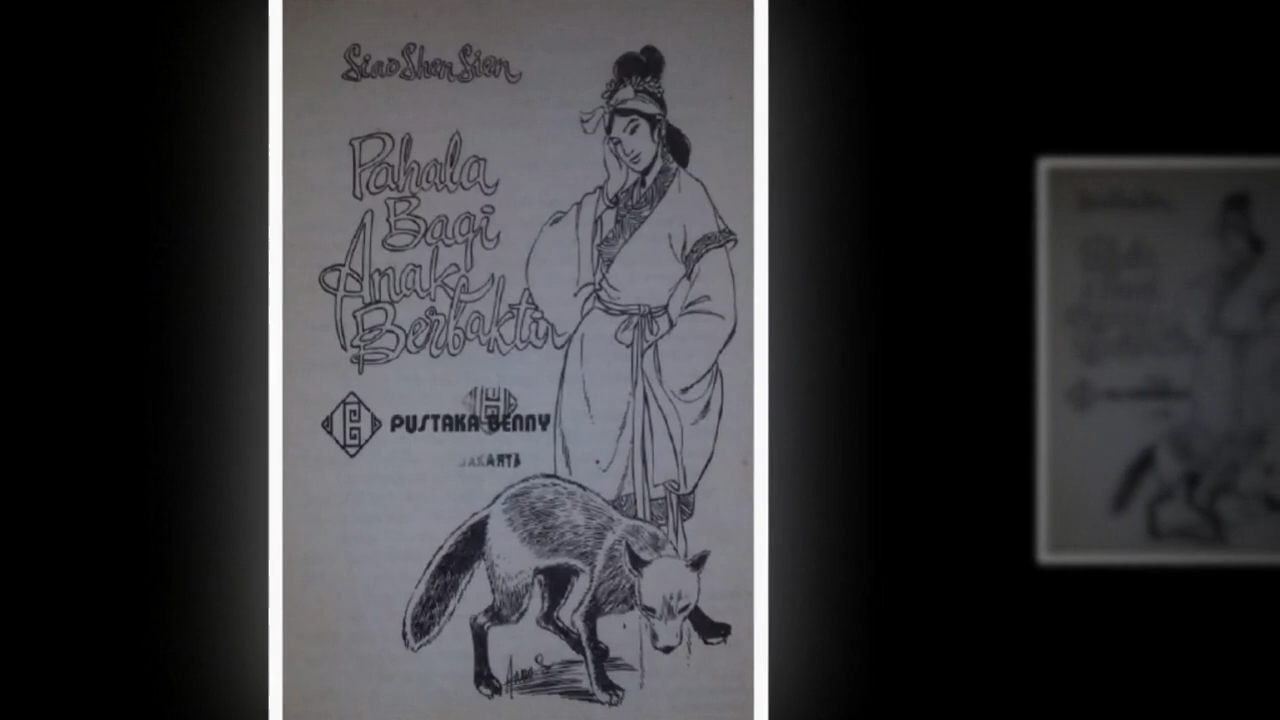 Siao Shen Sien
Pahala
Bagi
Anak
Berbakti
PUSTAKA BENNY
JAKARTA